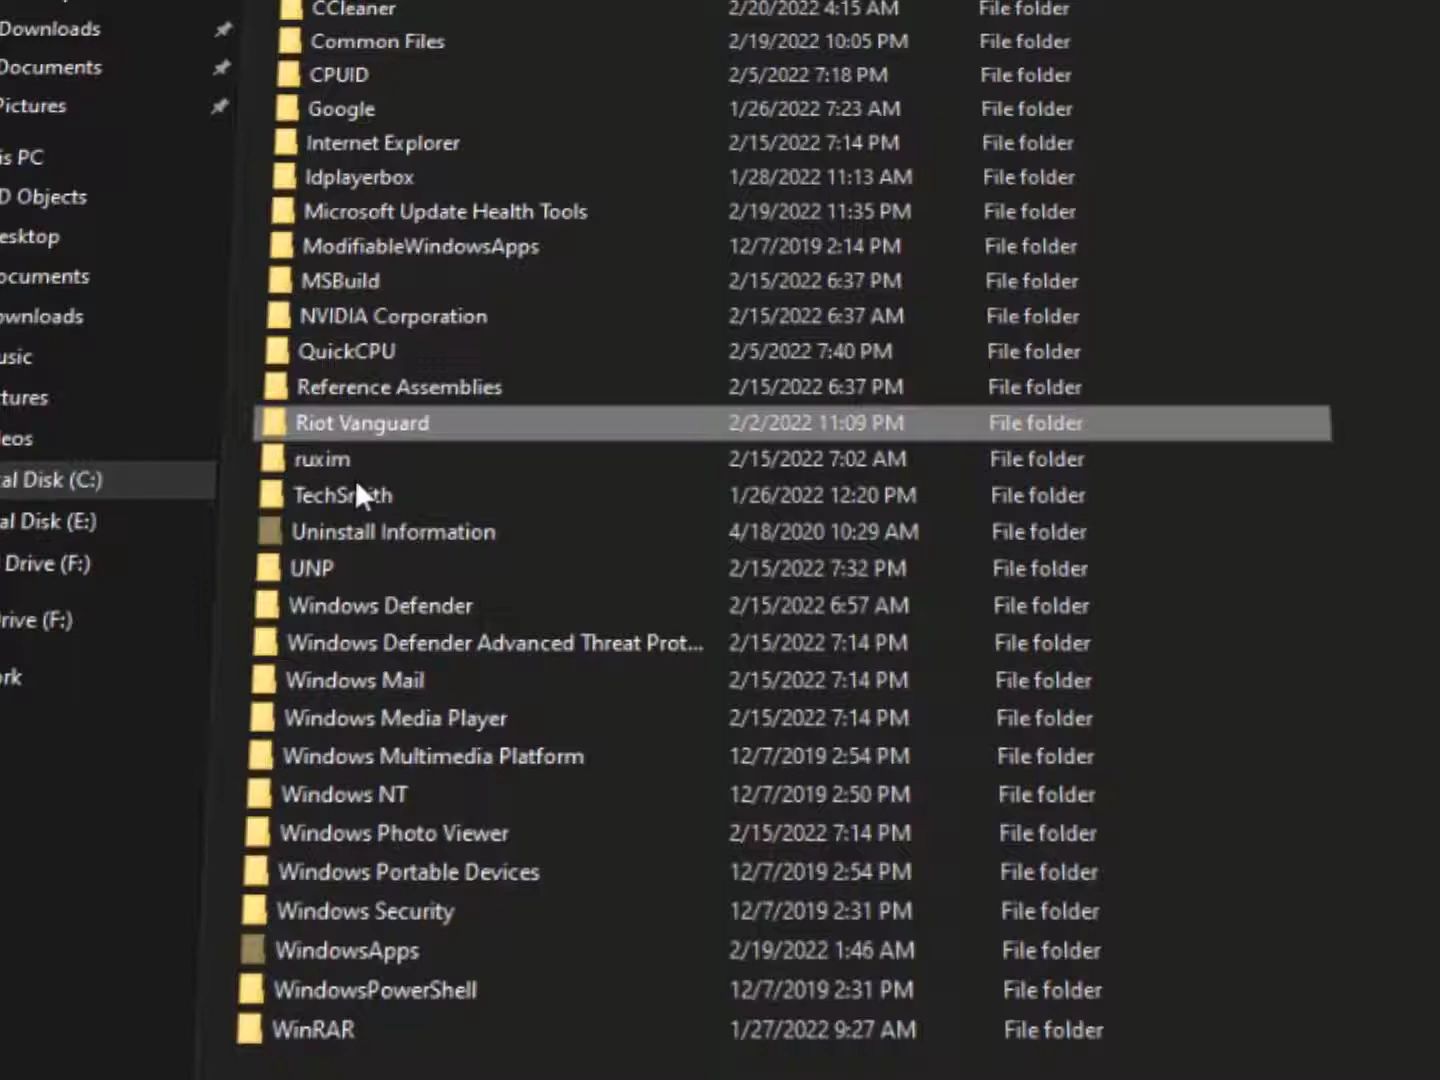 CCleaner 2/20/2022 4:15 AM File folder
Downloads Common Files 2/19/2022 10:05 PM File folder
Documents CPUID 2/5/2022 7:18 PM File folder
Pictures Google 1/26/2022 7:23 AM File folder
Internet Explorer 2/15/2022 7:14 PM File folder
is PC ldplayerbox 1/28/2022 11:13 AM File folder
D Objects Microsoft Update Health Tools 2/19/2022 11:35 PM File folder
esktop ModifiableWindowsApps 12/7/2019 2:14 PM File folder
ocuments MSBuild 2/15/2022 6:37 PM File folder
ownloads NVIDIA Corporation 2/15/2022 6:37 AM File folder
usic QuickCPU 2/5/2022 7:40 PM File folder
tures Reference Assemblies 2/15/2022 6:37 PM File folder
eos Riot Vanguard 2/2/2022 11:09 PM File folder
al Disk (C:) ruxim 2/15/2022 7:02 AM File folder
al Disk (E:) TechSmith 1/26/2022 12:20 PM File folder
Uninstall Information 4/18/2020 10:29 AM File folder
Drive (F:) UNP 2/15/2022 7:32 PM File folder
rive (F:) Windows Defender 2/15/2022 6:57 AM File folder
Windows Defender Advanced Threat Prot... 2/15/2022 7:14 PM File folder
rk Windows Mail 2/15/2022 7:14 PM File folder
Windows Media Player 2/15/2022 7:14 PM File folder
Windows Multimedia Platform 12/7/2019 2:54 PM File folder
Windows NT 12/7/2019 2:50 PM File folder
Windows Photo Viewer 2/15/2022 7:14 PM File folder
Windows Portable Devices 12/7/2019 2:54 PM File folder
Windows Security 12/7/2019 2:31 PM File folder
WindowsApps 2/19/2022 1:46 AM File folder
WindowsPowerShell 12/7/2019 2:31 PM File folder
WinRAR 1/27/2022 9:27 AM File folder